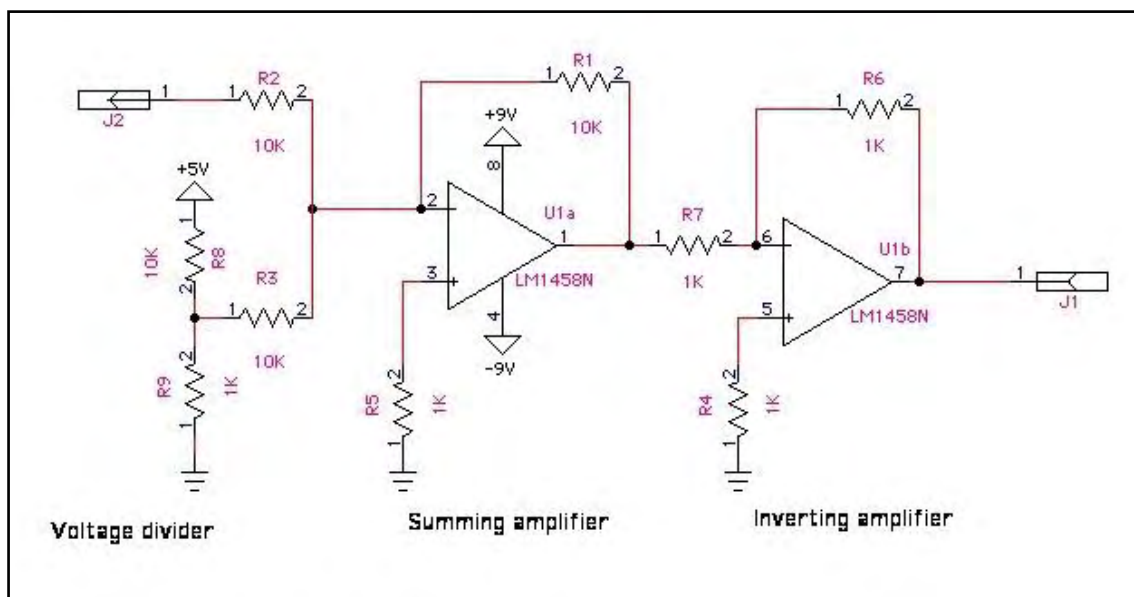 J2
1
R2
1 2
10K
+5V
1
R8
10K
2
R3
1 2
10K
2
R9
1K
1
R1
1 2
10K
+9V
8
2
U1a
1
3
LM1458N
4
-9V
2
R5
1K
1
R7
1 2
1K
R6
1 2
1K
6
U1b
7
5
LM1458N
2
R4
1K
1
1
J1
Voltage divider
Summing amplifier
Inverting amplifier